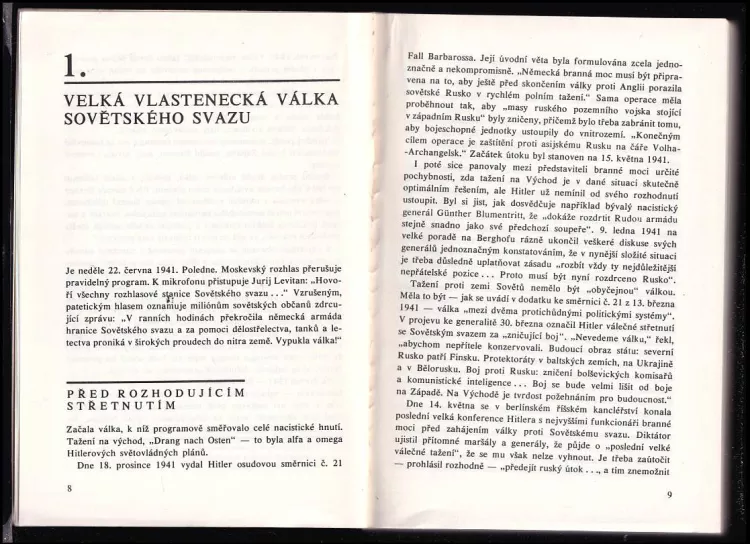 1.
VELKÁ VLASTENECKÁ VÁLKA
SOVĚTSKÉHO SVAZU
Je neděle 22. června 1941. Poledne. Moskevský rozhlas přerušuje
pravidelný program. K mikrofonu přistupuje Jurij Levitan: „Hovo-
ří všechny rozhlasové stanice Sovětského svazu...“ Vzrušeným,
patetickým hlasem oznamuje miliónům sovětských občanů zdrcu-
jící zprávu: „V ranních hodinách překročila německá armáda
hranice Sovětského svazu a za pomoci dělostřelectva, tanků a le-
tectva proniká v širokých proudech do nitra země. Vypukla válka!“
PŘED ROZHODUJÍCÍM
STŘETNUTÍM
Začala válka, k níž programově směřovalo celé nacistické hnutí.
Tažení na východ, „Drang nach Osten“ — to byla alfa a omega
Hitlerových světovládných plánů.
Dne 18. prosince 1941 vydal Hitler osudovou směrnici č. 21
8
Fall Barbarossa. Její úvodní věta byla formulována zcela jedno-
značně a nekompromisně. „Německá branná moc musí být připra-
vena na to, aby ještě před skončením války proti Anglii porazila
sovětské Rusko v rychlém polním tažení.“ Sama operace měla
proběhnout tak, aby „masy ruského pozemního vojska stojící
v západním Rusku“ byly zničeny, přičemž bylo třeba zabránit tomu,
aby bojeschopné jednotky ustoupily do vnitrozemí. „Konečným
cílem operace je zaštítění proti asijskému Rusku na čáře Volha-
-Archangelsk.“ Začátek útoku byl stanoven na 15. května 1941.
I poté sice panovaly mezi představiteli branné moci určité
pochybnosti, zda tažení na Východ je v dané situaci skutečně
optimálním řešením, ale Hitler už nemínil od svého rozhodnutí
ustoupit. Byl si jist, jak dosvědčuje například bývalý nacistický
generál Günther Blumentritt, že „dokáže rozdrtit Rudou armádu
stejně snadno jako své předchozí soupeře“. 9. ledna 1941 na
velké poradě na Berghofu rázně ukončil veškeré diskuse svých
generálů jednoznačným konstatováním, že v nynější složité situaci
je třeba důsledně uplatňovat zásadu „rozbít vždy ty nejdůležitější
nepřátelské pozice... Proto musí být nyní rozdrceno Rusko“.
Tažení proti zemi Sovětů nemělo být „obyčejnou“ válkou.
Měla to být — jak se uvádí v dodatku ke směrnici č. 21 z 13. března
1941 — válka „mezi dvěma protichůdnými politickými systémy“.
V projevu ke generalitě 30. března označil Hitler válečné střetnutí
se Sovětským svazem za „zničující boj“. „Nevedeme válku,“ řekl,
„abychom nepřítele konzervovali. Budoucí obraz států: severní
Rusko patří Finsku. Protektoráty v baltských zemích, na Ukrajině
a v Bělorusku. Boj proti Rusku: zničení bolševických komisařů
a komunistické inteligence... Boj se bude velmi lišit od boje
na Západě. Na Východě je tvrdost požehnáním pro budoucnost.“
Dne 14. května se v berlínském říšském kancléřství konala
poslední velká konference Hitlera s nejvyššími funkcionáři branné
moci před zahájením války proti Sovětskému svazu. Diktátor
ujistil přítomné maršály a generály, že půjde o „poslední velké
válečné tažení“, že se mu však nelze vyhnout. Je třeba zaútočit
— prohlásil rozhodně — „předejít ruský útok..., a tím znemožnit
9